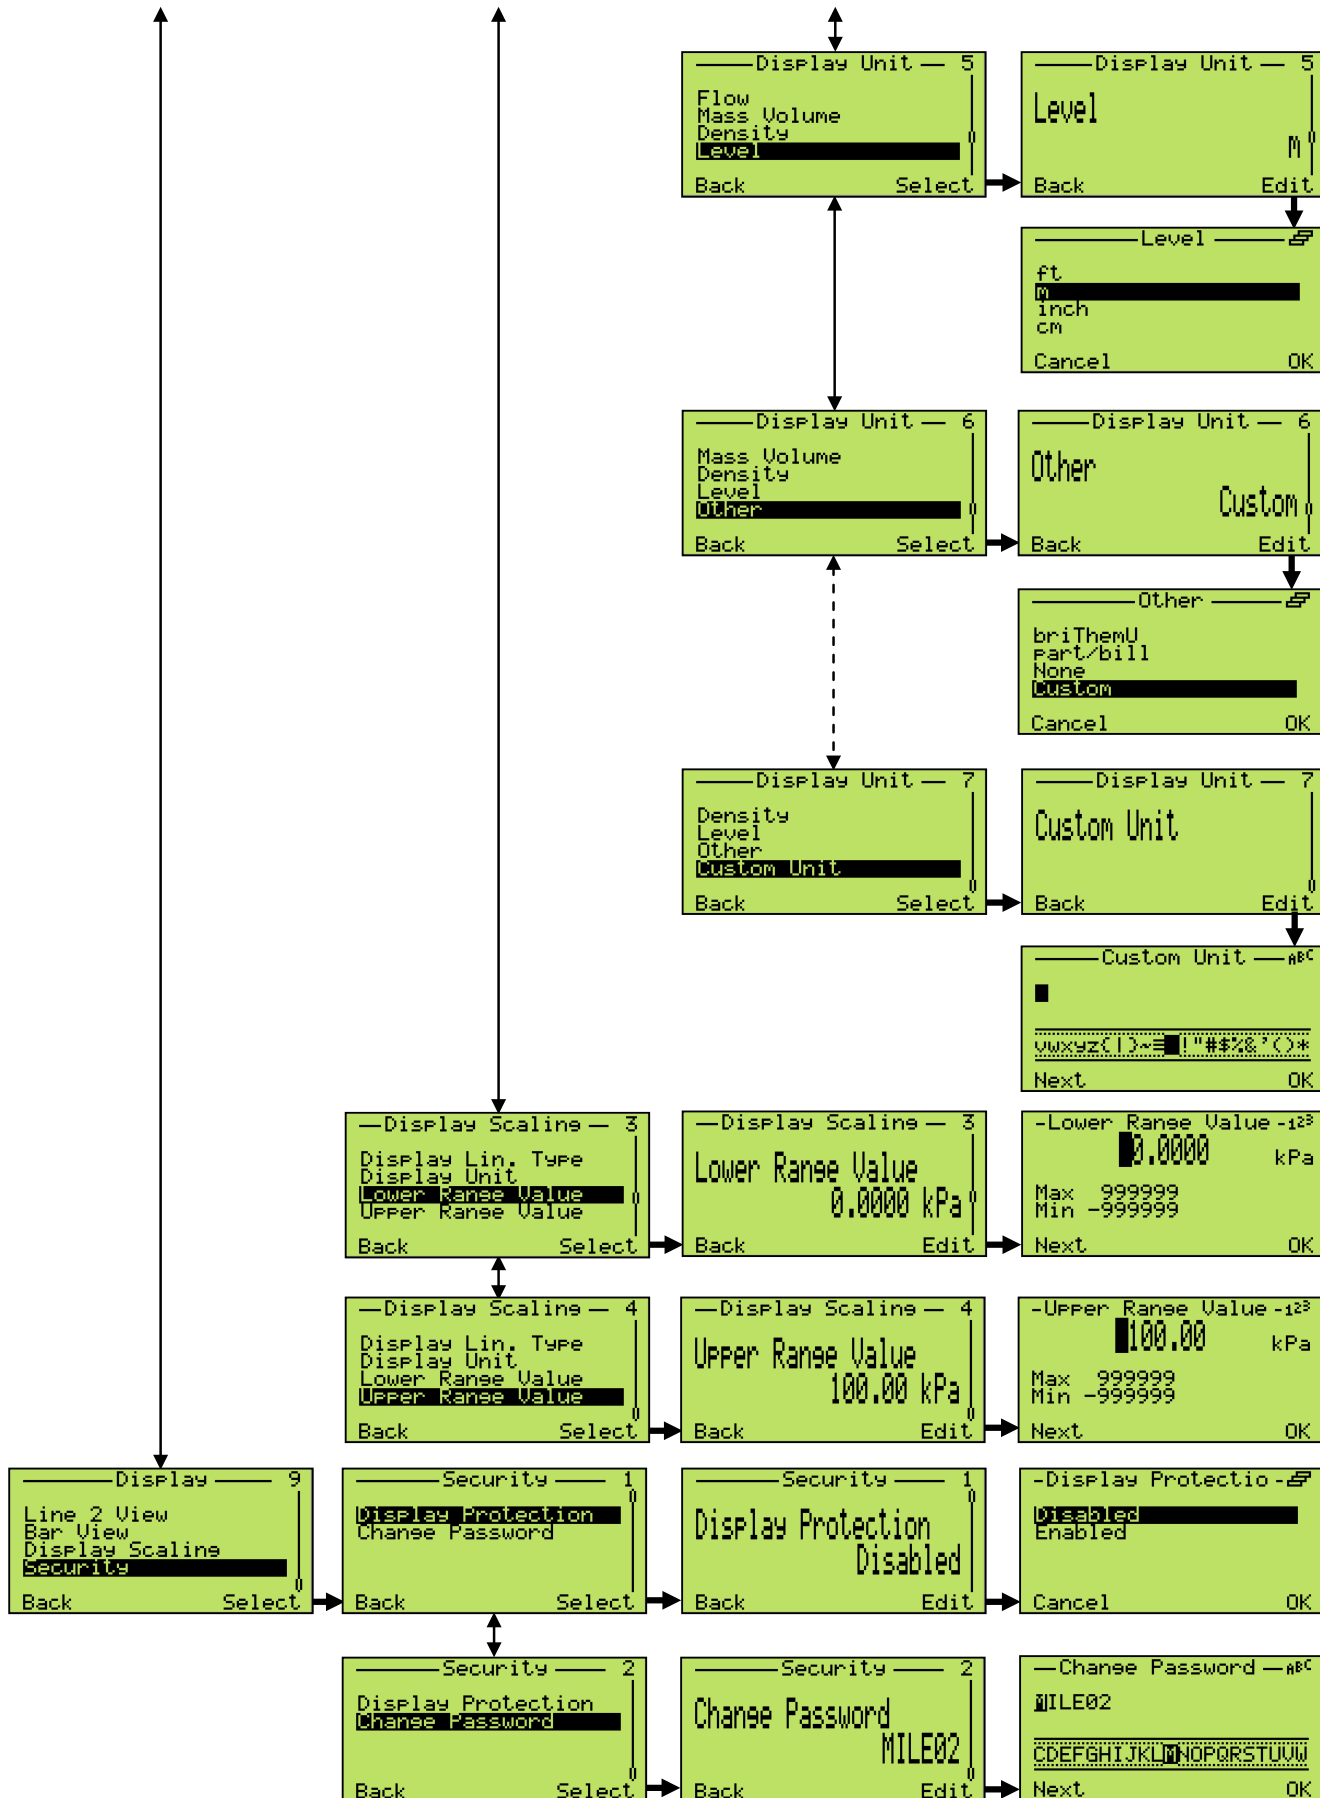 Display Unit 5
Flow
Mass Volume
Density
Level
Back Select
Display Unit 5
Level
m
Back Edit
Level
ft
m
inch
cm
Cancel OK
Display Unit 6
Mass Volume
Density
Level
Other
Back Select
Display Unit 6
Other
Custom
Back Edit
Other
briThemU
part/bill
None
Custom
Cancel OK
Display Unit 7
Density
Level
Other
Custom Unit
Back Select
Display Unit 7
Custom Unit
Back Edit
Custom Unit ABC
vwxyz{|}~≡ !"#$%&'()*
Next OK
Display Scaling 3
Display Lin. Type
Display Unit
Lower Range Value
Upper Range Value
Back Select
Display Scaling 3
Lower Range Value
0.0000 kPa
Back Edit
Lower Range Value 123
0.0000 kPa
Max 999999
Min -999999
Next OK
Display Scaling 4
Display Lin. Type
Display Unit
Lower Range Value
Upper Range Value
Back Select
Display Scaling 4
Upper Range Value
100.00 kPa
Back Edit
Upper Range Value 123
100.00 kPa
Max 999999
Min -999999
Next OK
Display 9
Line 2 View
Bar View
Display Scaling
Security
Back Select
Security 1
Display Protection
Change Password
Back Select
Security 1
Display Protection
Disabled
Back Edit
Display Protectio
Disabled
Enabled
Cancel OK
Security 2
Display Protection
Change Password
Back Select
Security 2
Change Password
MILE02
Back Edit
Change Password ABC
MILE02
CDEFGHIJKLMNOPQRSTUVW
Next OK